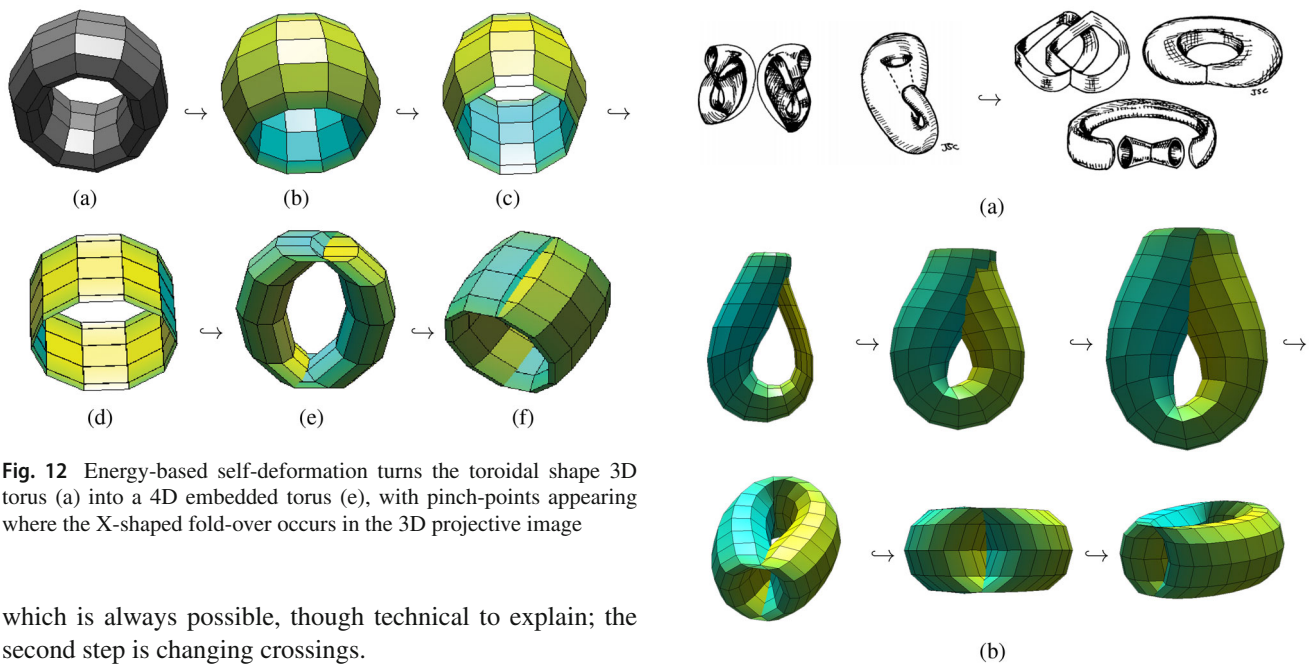 (a)
(b)
(c)
(d)
(e)
(f)
Fig. 12 Energy-based self-deformation turns the toroidal shape 3D
torus (a) into a 4D embedded torus (e), with pinch-points appearing
where the X-shaped fold-over occurs in the 3D projective image
which is always possible, though technical to explain; the
second step is changing crossings.
JSC
JSC
(a)
(b)